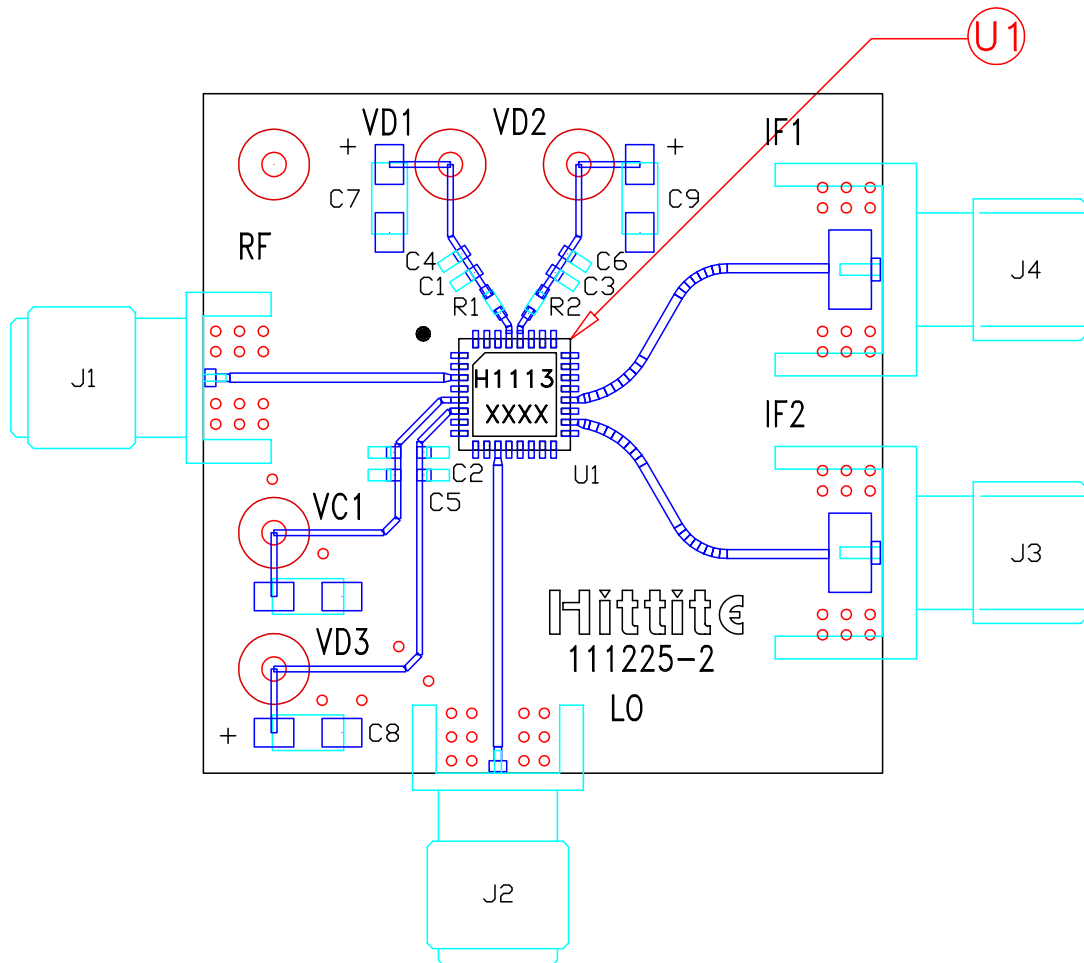 U1
VD1
VD2
IF1
+
+
C7
C9
RF
C4
C6
J4
C1
C3
R1
R2
J1
H1113
XXXX
IF2
C2
U1
C5
VC1
J3
Hittite
VD3
111225-2
LO
+
C8
J2